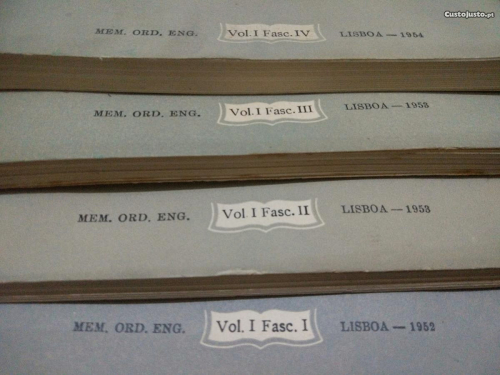 Custojusto.pt
MEM. ORD. ENG. Vol. I Fasc. IV LISBOA — 1954
MEM. ORD. ENG. Vol. I Fasc. III LISBOA — 1953
MEM. ORD. ENG. Vol. I Fasc. II LISBOA — 1953
MEM. ORD. ENG. Vol. I Fasc. I LISBOA — 1952